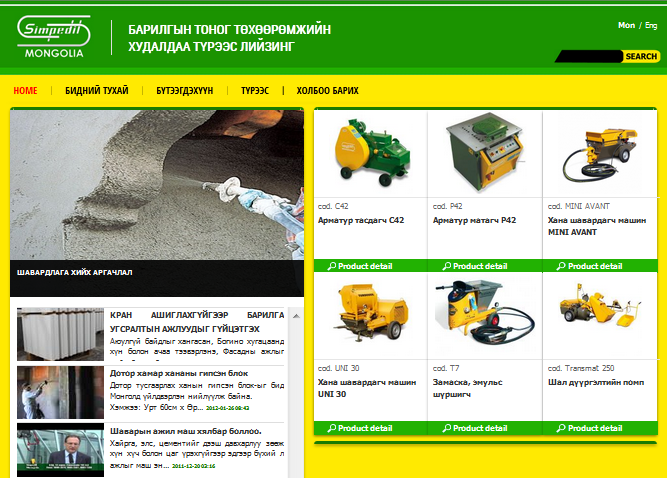 Simpedil
MONGOLIA
БАРИЛГЫН ТОНОГ ТӨХӨӨРӨМЖИЙН
ХУДАЛДАА ТҮРЭЭС ЛИЙЗИНГ
Mon / Eng
SEARCH
HOME | БИДНИЙ ТУХАЙ | БҮТЭЭГДЭХҮҮН | ТҮРЭЭС | ХОЛБОО БАРИХ
ШАВАРДЛАГА ХИЙХ АРГАЧЛАЛ
КРАН АШИГЛАХГҮЙГЭЭР БАРИЛГА
УГСРАЛТЫН АЖЛУУДЫГ ГҮЙЦЭТГЭХ
Аюулгүй байдлыг хангасан, Богино хугацаанд
хүн болон ачаа тээвэрлэнэ, Фасадны ажлыг
Дотор хамар хананы гипсэн блок
Дотор тусгаарлах ханын гипсэн блок-ыг бид
Монголд үйлдвэрлэн нийлүүлж байна.
Хэмжээ: Урт 60см x Өр... 2012-01-26 08:43
Шаварын ажил маш хялбар боллоо.
Хайрга, элс, цементийг дээш давхарлуу зөөж
хүн хүч болон цаг үрэхгүйгээр эдгээр бүхий л
ажлыг маш эн... 2011-12-20 03:16
cod. C42
Арматур тасдагч C42
Product detail
cod. P42
Арматур матагч P42
Product detail
cod. MINI AVANT
Хана шавардагч машин
MINI AVANT
Product detail
cod. UNI 30
Хана шавардагч машин
UNI 30
Product detail
cod. T7
Замаска, эмульс
шүршигч
Product detail
cod. Transmat 250
Шал дүүргэлтийн помп
Product detail